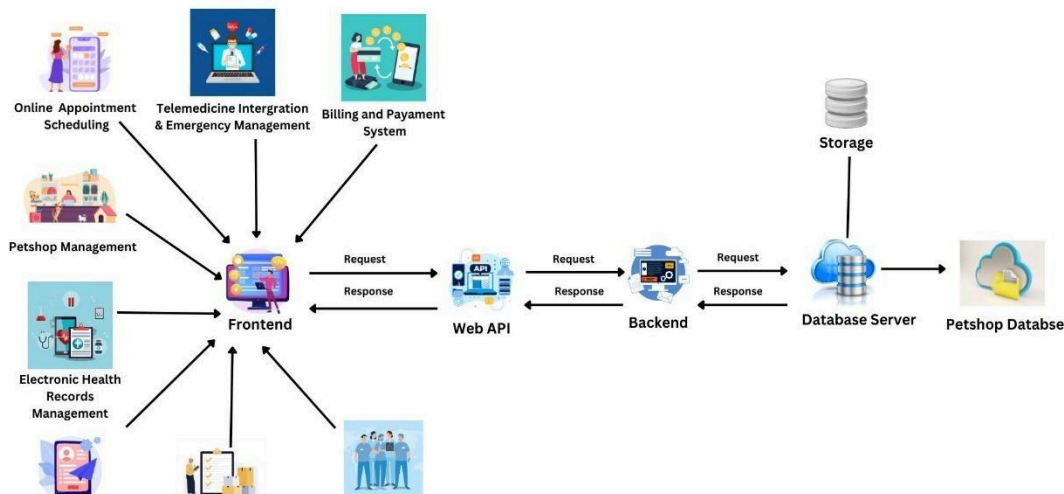 Online Appointment
Scheduling
Telemedicine Intergration
& Emergency Management
Billing and Payament
System
Storage
Petshop Management
Request
Response
Request
Response
Request
Response
API
Frontend
Web API
Backend
Database Server
Petshop Databse
Electronic Health
Records
Management